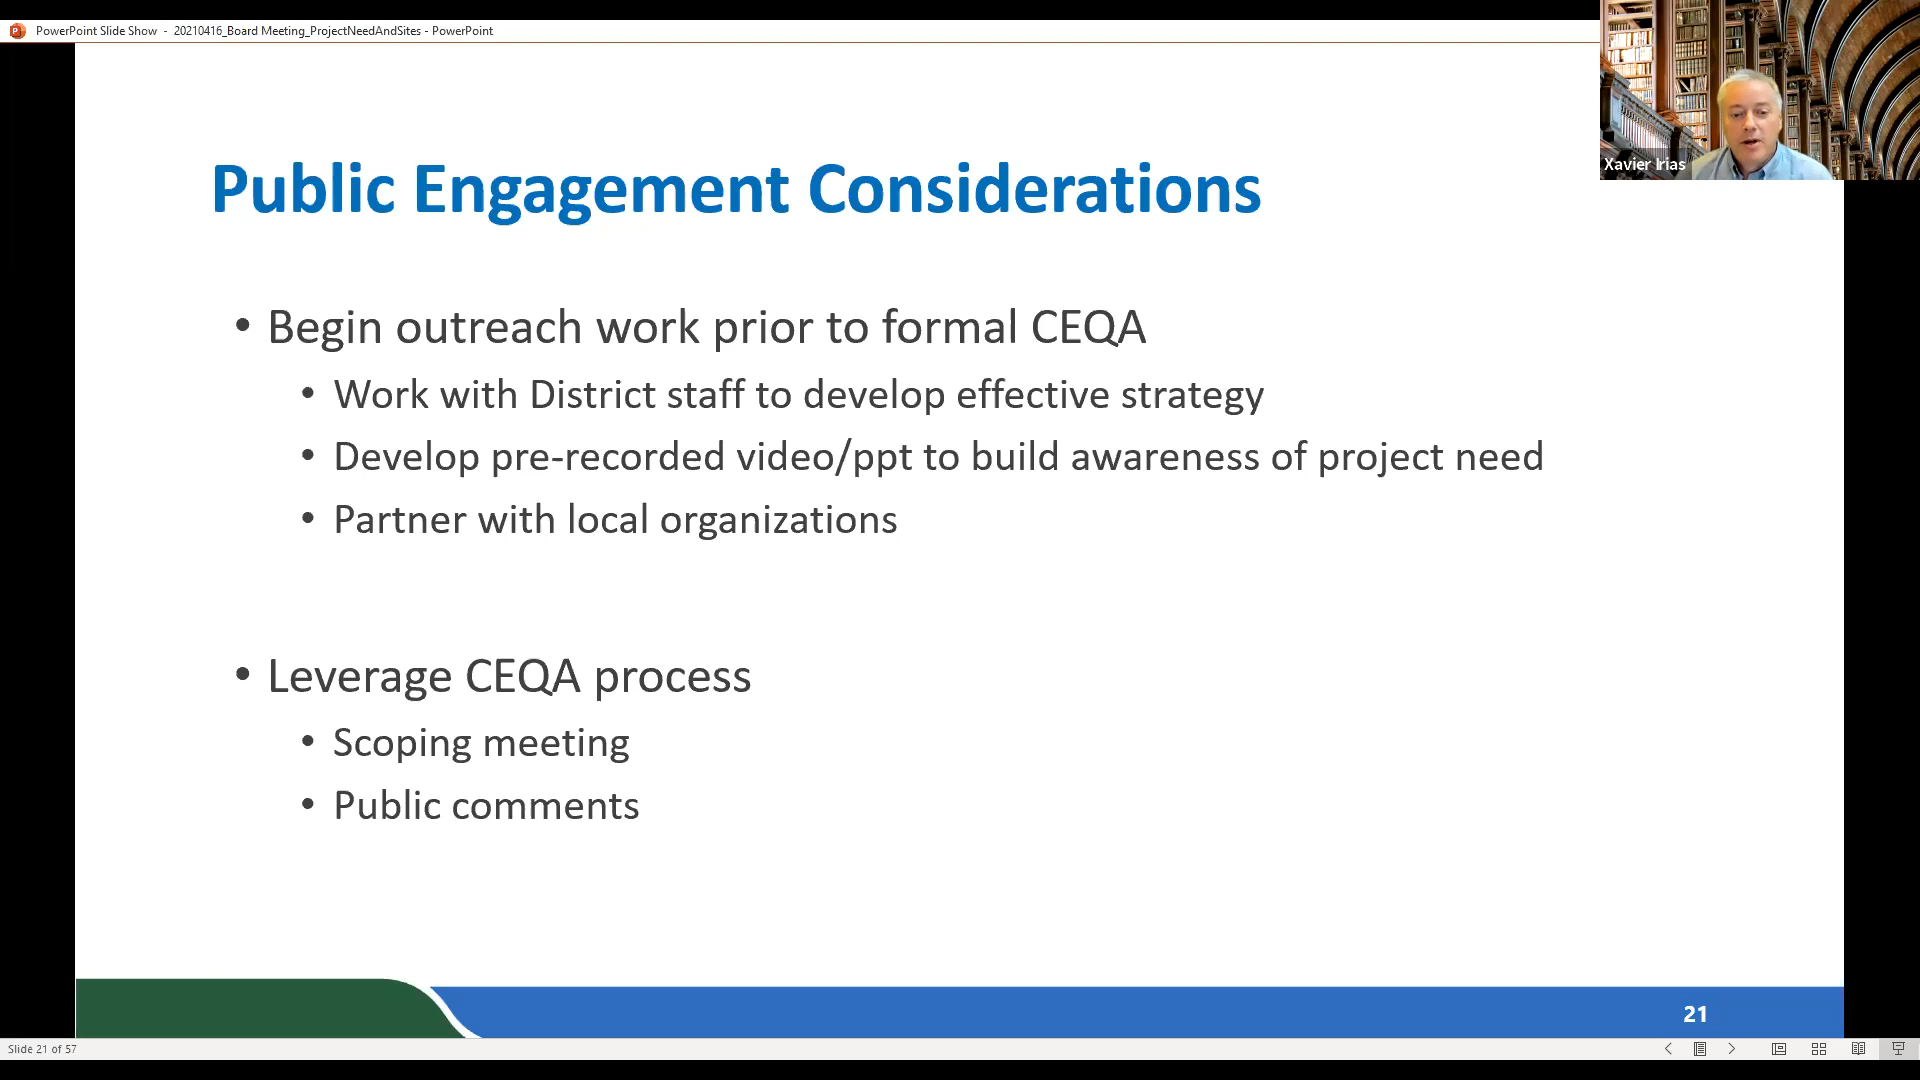 PowerPoint Slide Show - 20210416_Board Meeting_ProjectNeedAndSites - PowerPoint
Xavier Irias
Public Engagement Considerations
• Begin outreach work prior to formal CEQA
• Work with District staff to develop effective strategy
• Develop pre-recorded video/ppt to build awareness of project need
• Partner with local organizations
• Leverage CEQA process
• Scoping meeting
• Public comments
21
Slide 21 of 57